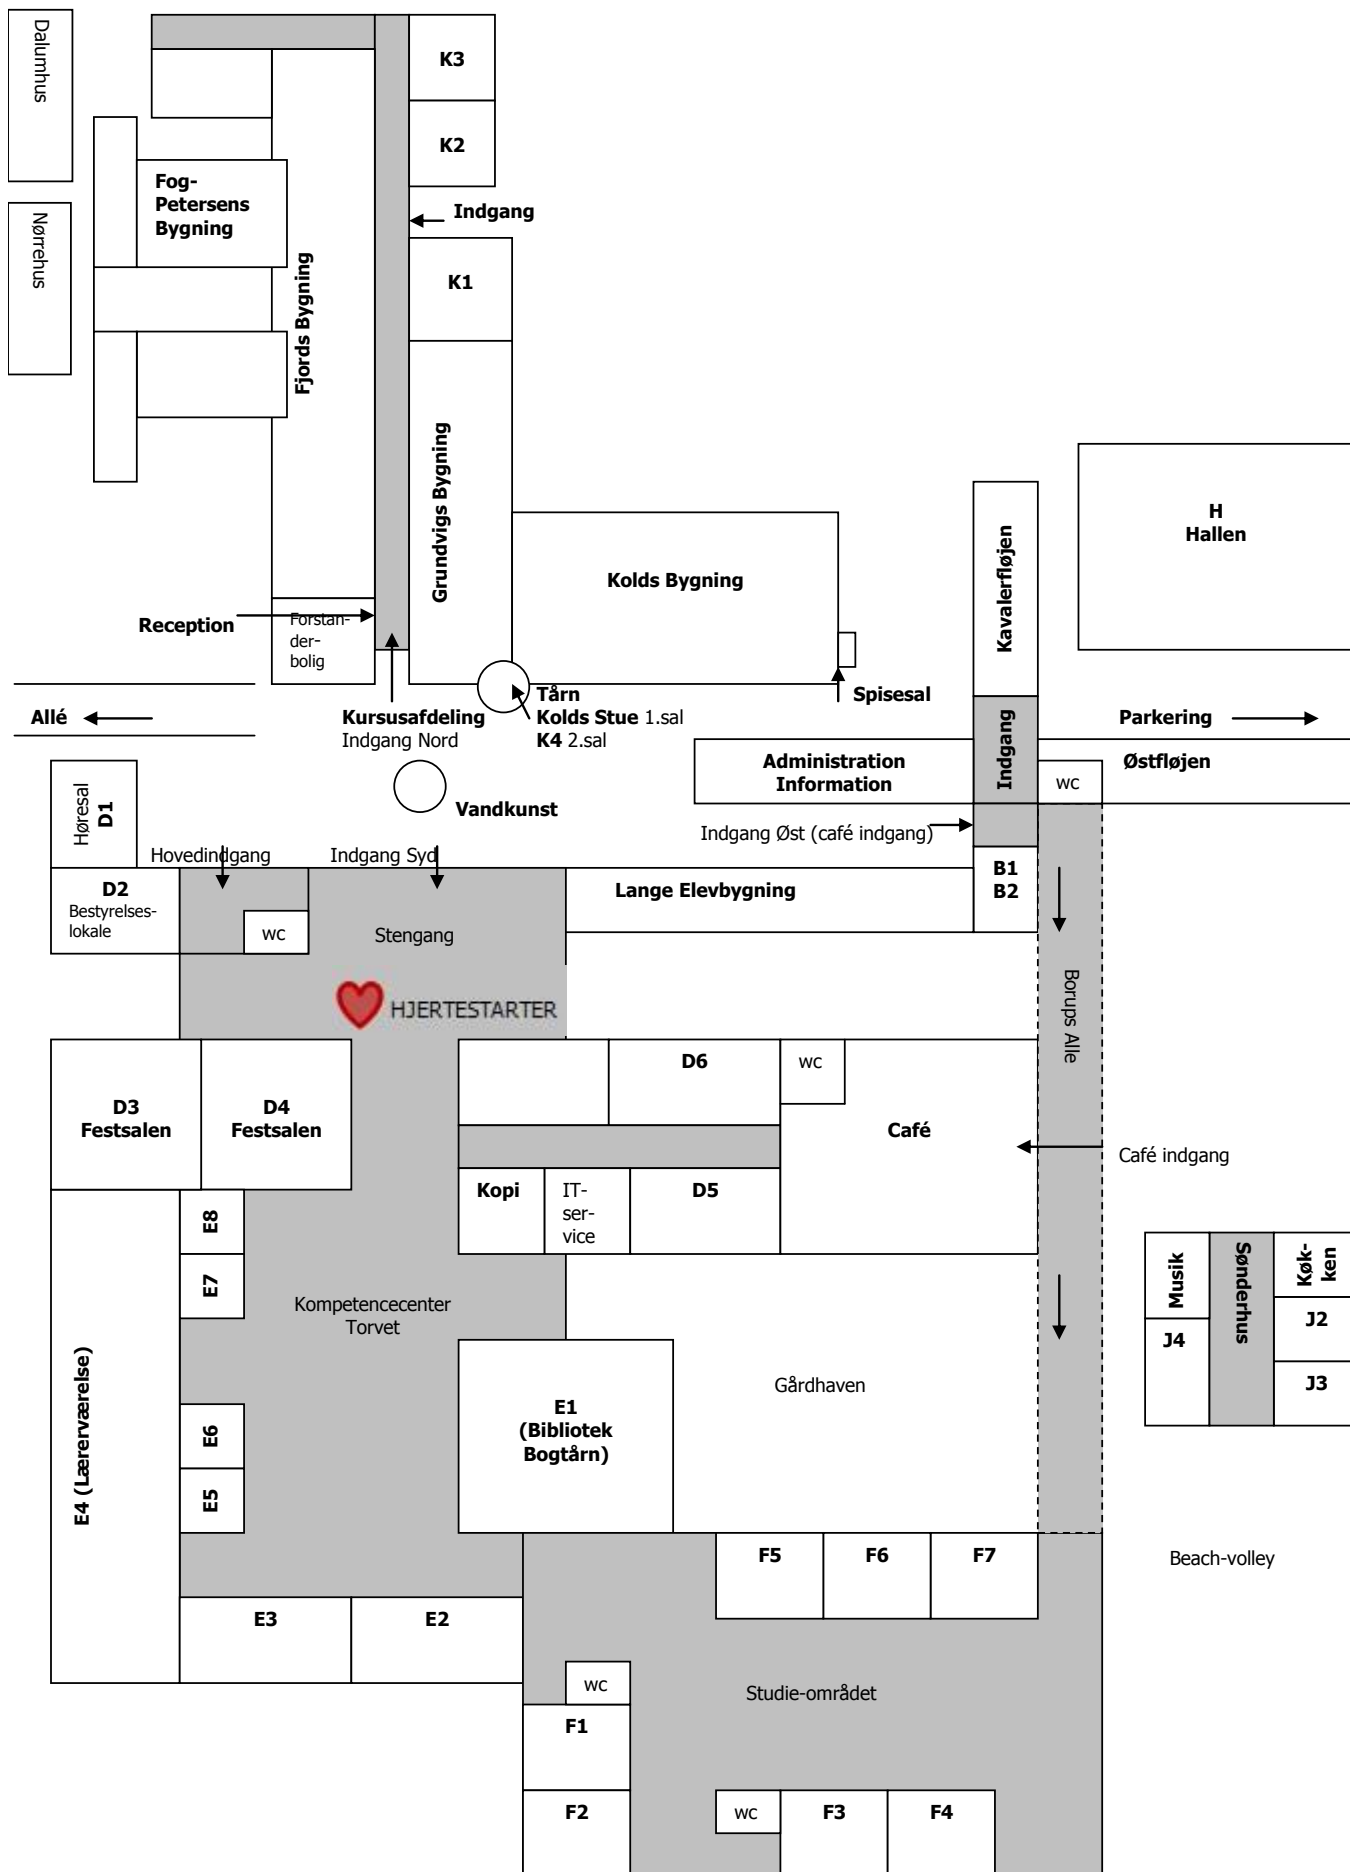 Dalumhus
K3
K2
Fog-
Petersens
Bygning
Indgang
Nørrehus
K1
Fjords Bygning
Grundvigs Bygning
H
Hallen
Kavalerfløjen
Kolds Bygning
Reception
Forstan-
der-
bolig
Tårn
Kolds Stue 1.sal
K4 2.sal
Spisesal
Allé
Kursusafdeling
Indgang Nord
Indgang
Parkering
Administration
Information
Østfløjen
wc
Vandkunst
Høresal
D1
Indgang Øst (café indgang)
Hovedindgang
Indgang Syd
B1
B2
D2
Bestyrelses-
lokale
wc
Stengang
Lange Elevbygning
HJERTESTARTER
Borups Alle
D3
Festsalen
D4
Festsalen
D6
wc
Café
Café indgang
Kopi
IT-
ser-
vice
D5
E8
E7
Kompetencecenter
Torvet
Musik
Sønderhus
Køk-
ken
J4
J2
J3
E4 (Lærerværelse)
E6
E5
E1
(Bibliotek
Bogtårn)
Gårdhaven
F5
F6
F7
Beach-volley
E3
E2
wc
Studie-området
F1
F2
wc
F3
F4